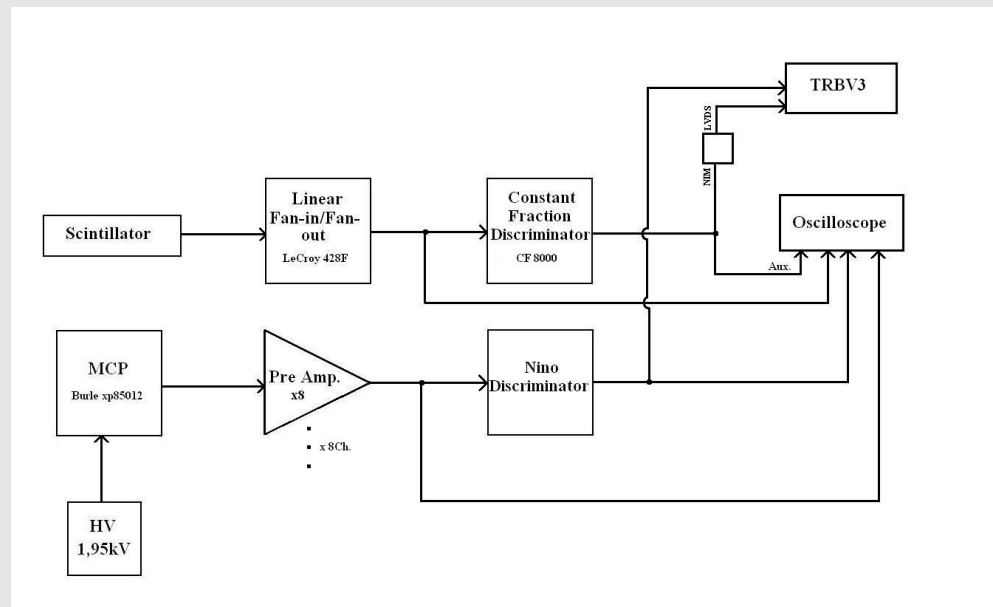 TRBV3
LVDS
NIM
Linear
Fan-in/Fan-
out
LeCroy 428F
Constant
Fraction
Discriminator
CF 8000
Scintillator
Oscilloscope
Aux.
MCP
Burle xp85012
Pre Amp.
x8
x 8Ch.
Nino
Discriminator
HV
1,95kV